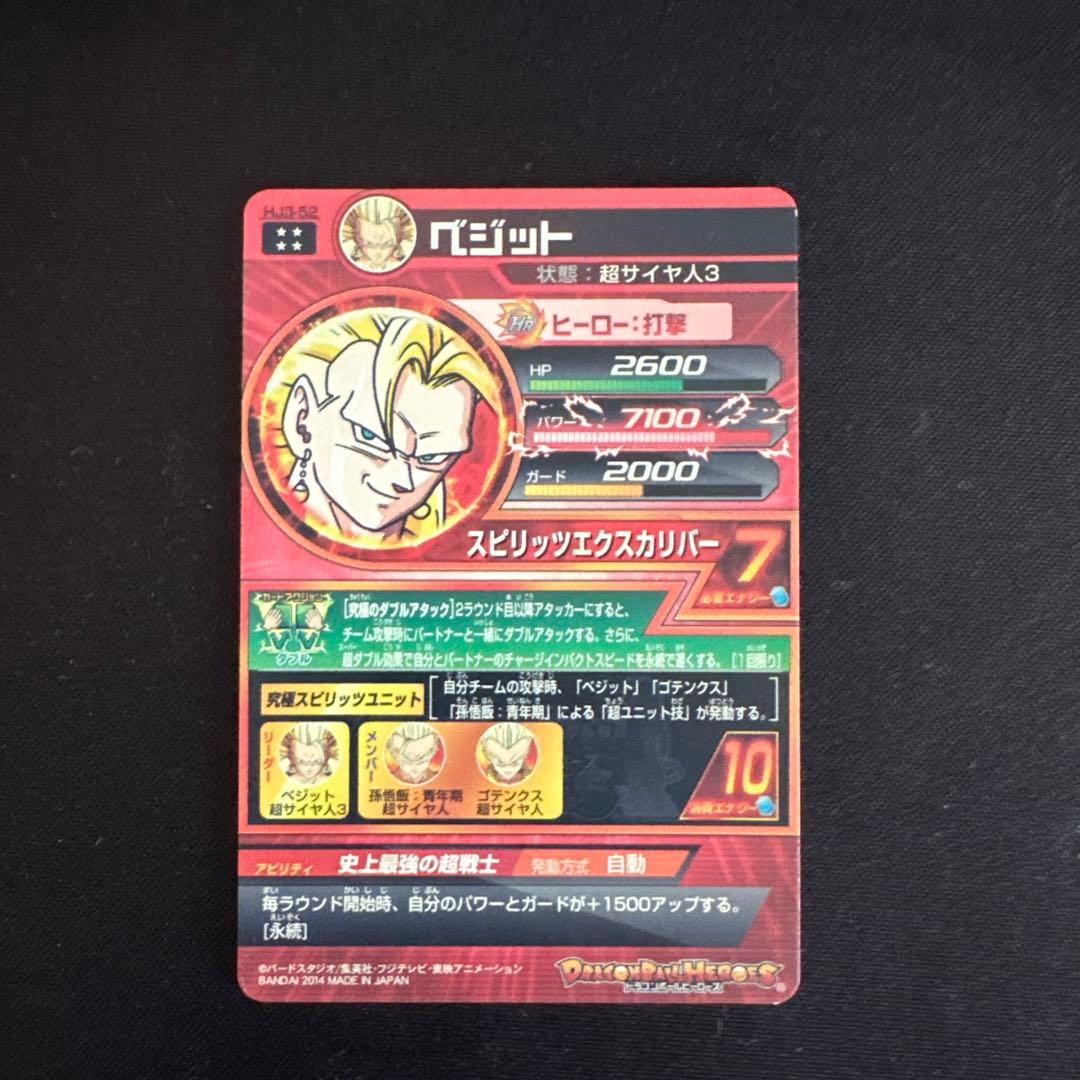 HJ3-52
ベジット
状態：超サイヤ人3
HR ヒーロー：打撃
HP 2600
パワー 7100
ガード 2000
スピリッツエクスカリバー
7
必要エナジー
カードアクション
ダブル
[究極のダブルアタック]2ラウンド目以降アタッカーにすると、
チーム攻撃時にパートナーと一緒にダブルアタックする。さらに、
超ダブル効果で自分とパートナーのチャージインパクトスピードを永続で遅くする。[1回限り]
究極スピリッツユニット
自分チームの攻撃時、「ベジット」「ゴテンクス」
「孫悟飯：青年期」による「超ユニット技」が発動する。
リーダー
ベジット
超サイヤ人3
メンバー
孫悟飯：青年期
超サイヤ人
ゴテンクス
超サイヤ人
10
消費エナジー
アビリティ 史上最強の超戦士 発動方式 自動
毎ラウンド開始時、自分のパワーとガードが+1500アップする。
[永続]
©バードスタジオ/集英社・フジテレビ・東映アニメーション
BANDAI 2014 MADE IN JAPAN
DRAGONBALL HEROES
ドラゴンボールヒーローズ
®